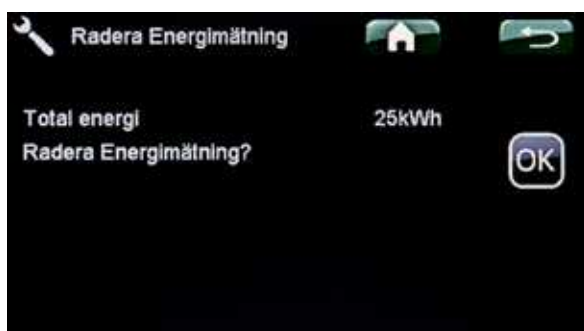 Radera Energimätning
Total energi 25kWh
Radera Energimätning?
OK